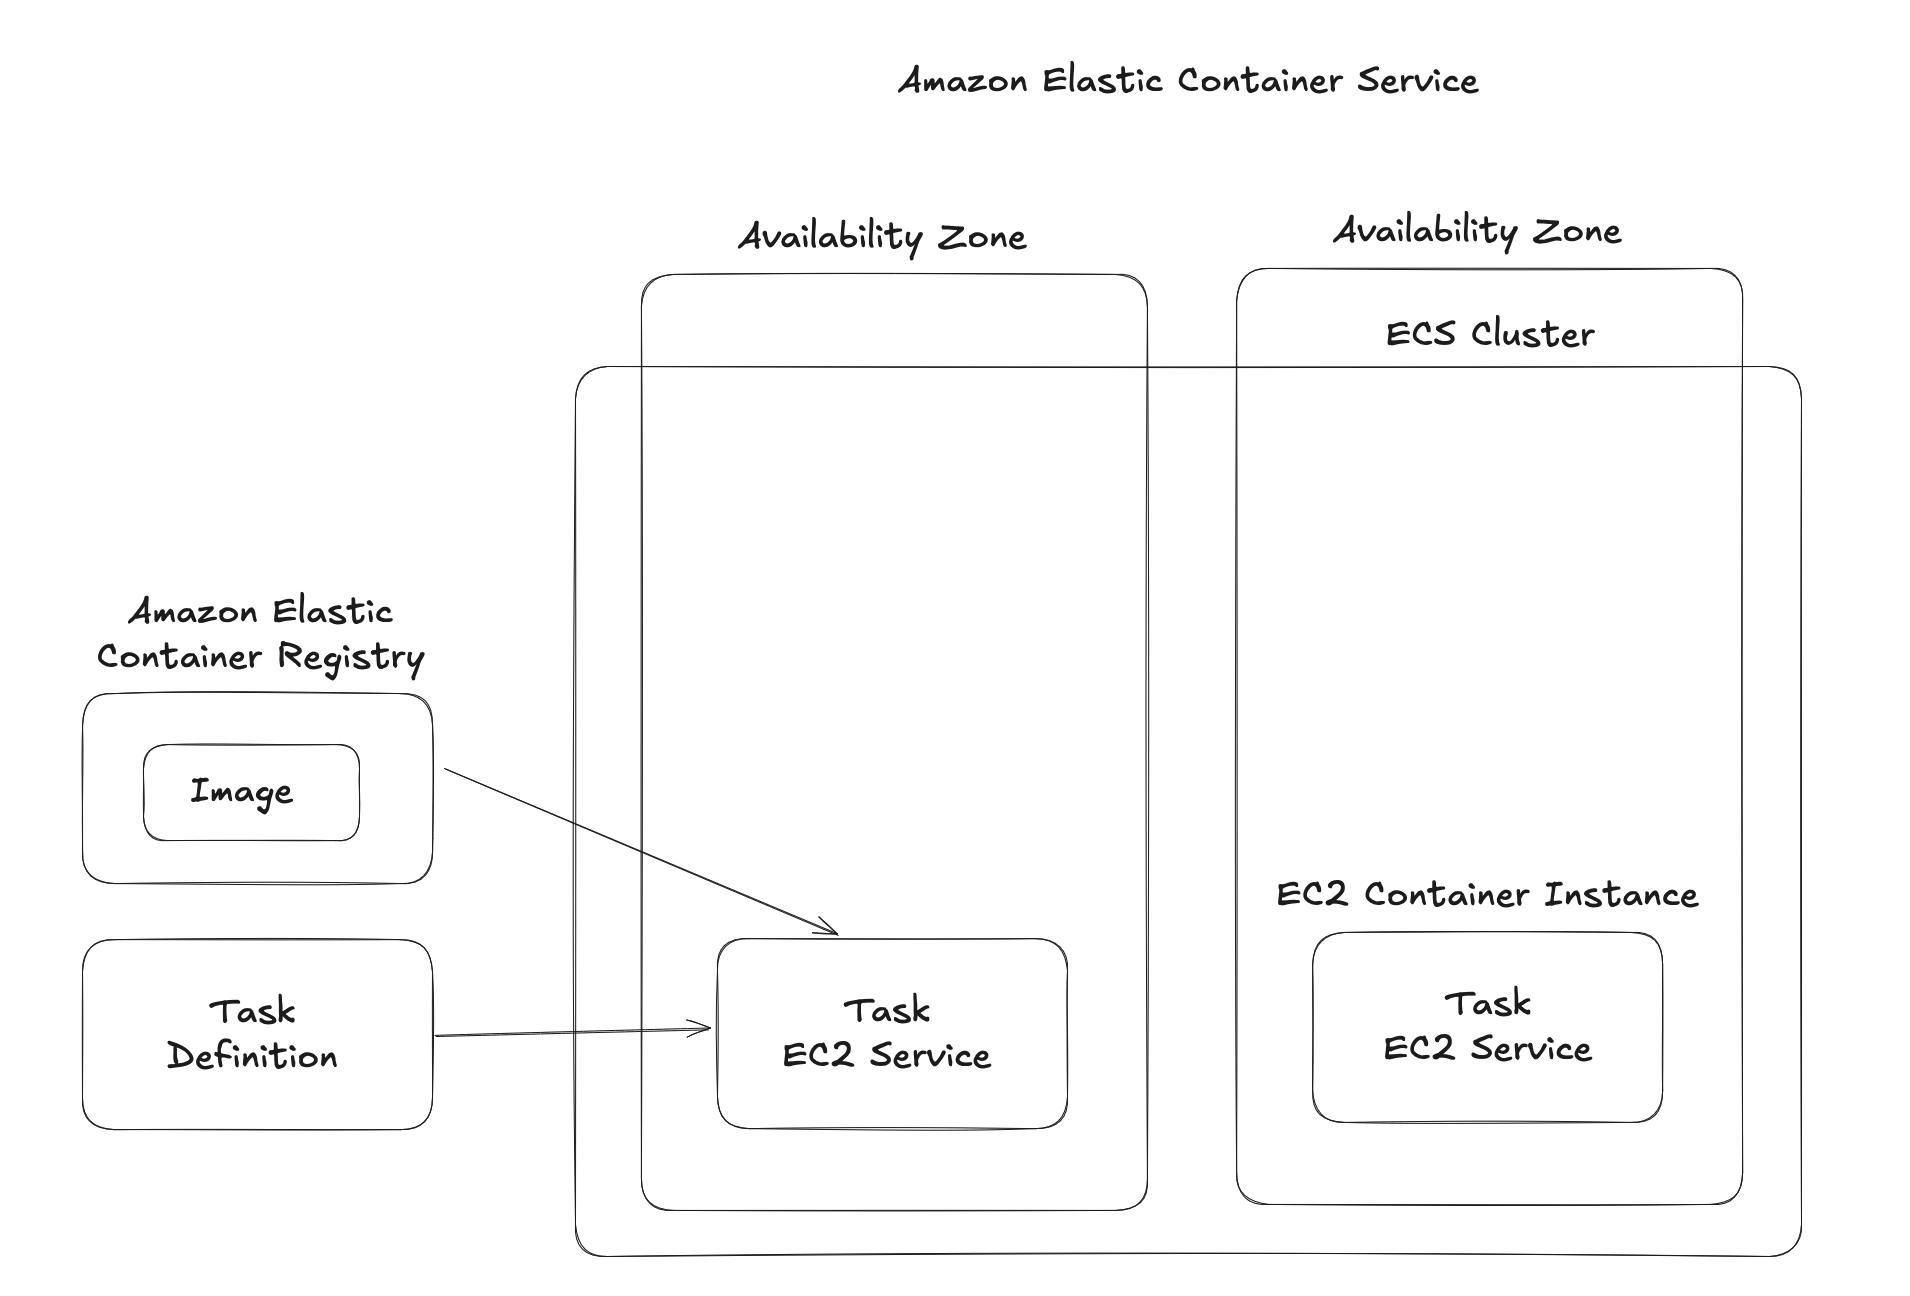 Amazon Elastic Container Service
Availability Zone
Availability Zone
ECS Cluster
Amazon Elastic
Container Registry
Image
EC2 Container Instance
Task
Definition
Task
EC2 Service
Task
EC2 Service